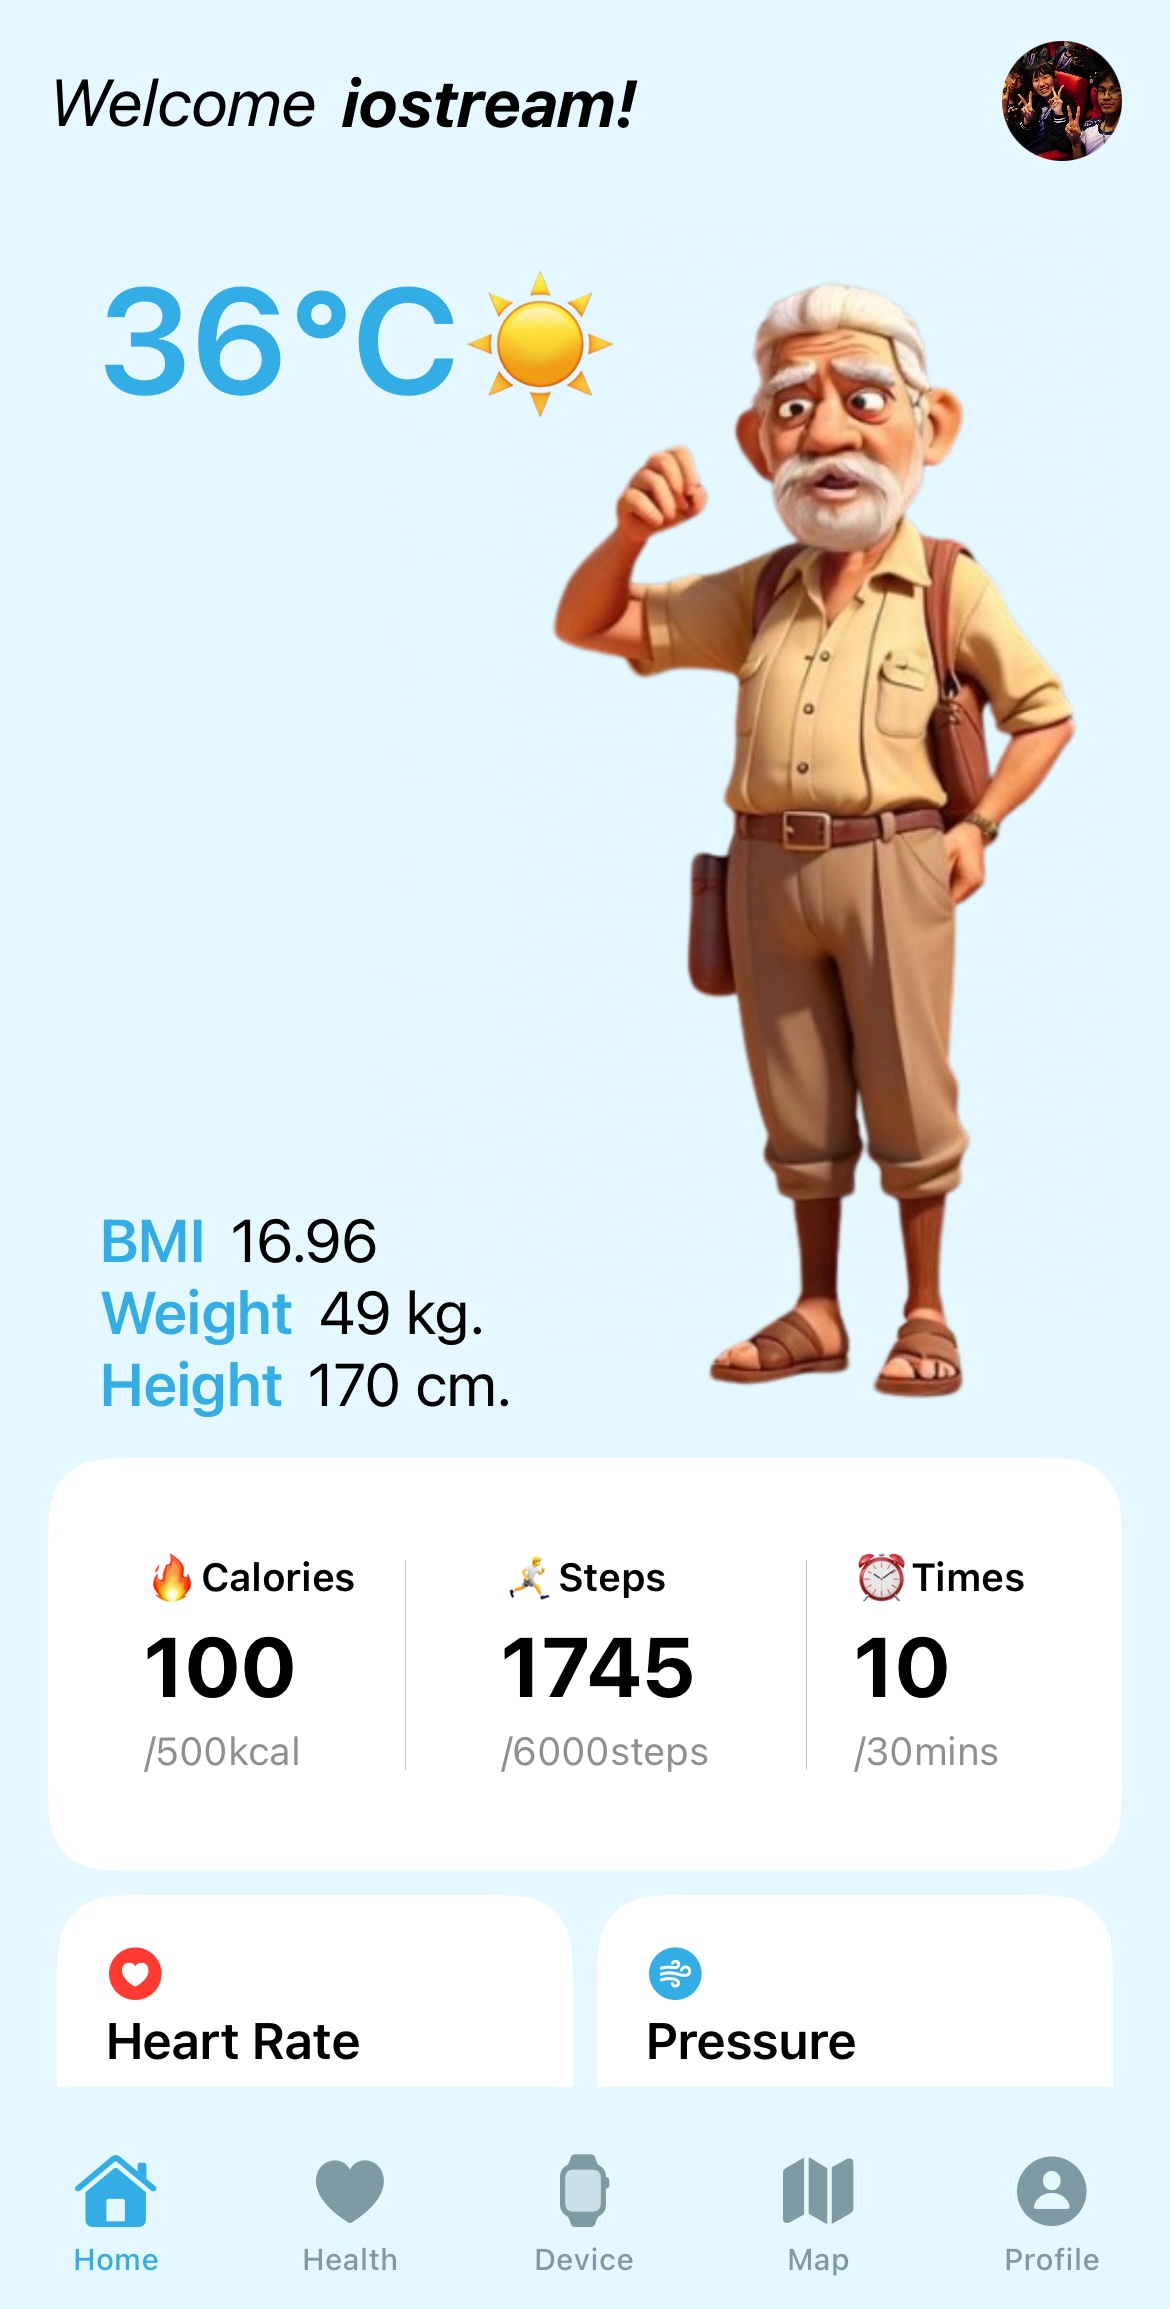 Welcome iostream!
36°C
BMI 16.96
Weight 49 kg.
Height 170 cm.
Calories
100
/500kcal
Steps
1745
/6000steps
Times
10
/30mins
Heart Rate
Pressure
Home
Health
Device
Map
Profile